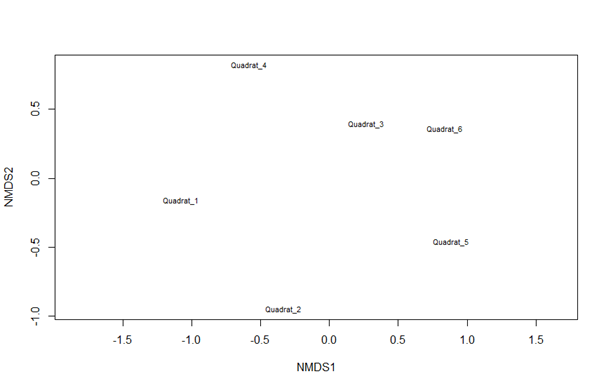 Quadrat_4
Quadrat_3
Quadrat_6
Quadrat_1
Quadrat_5
Quadrat_2
NMDS2
0.5
0.0
-0.5
-1.0
-1.5 -1.0 -0.5 0.0 0.5 1.0 1.5
NMDS1